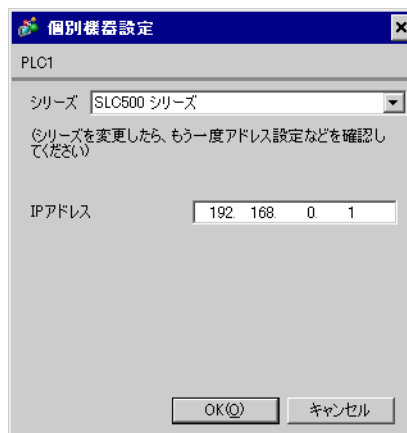 個別機器設定
PLC1
シリーズ SLC500 シリーズ
(シリーズを変更したら、もう一度アドレス設定などを確認し
てください)
IPアドレス 192. 168. 0. 1
OK(O) キャンセル